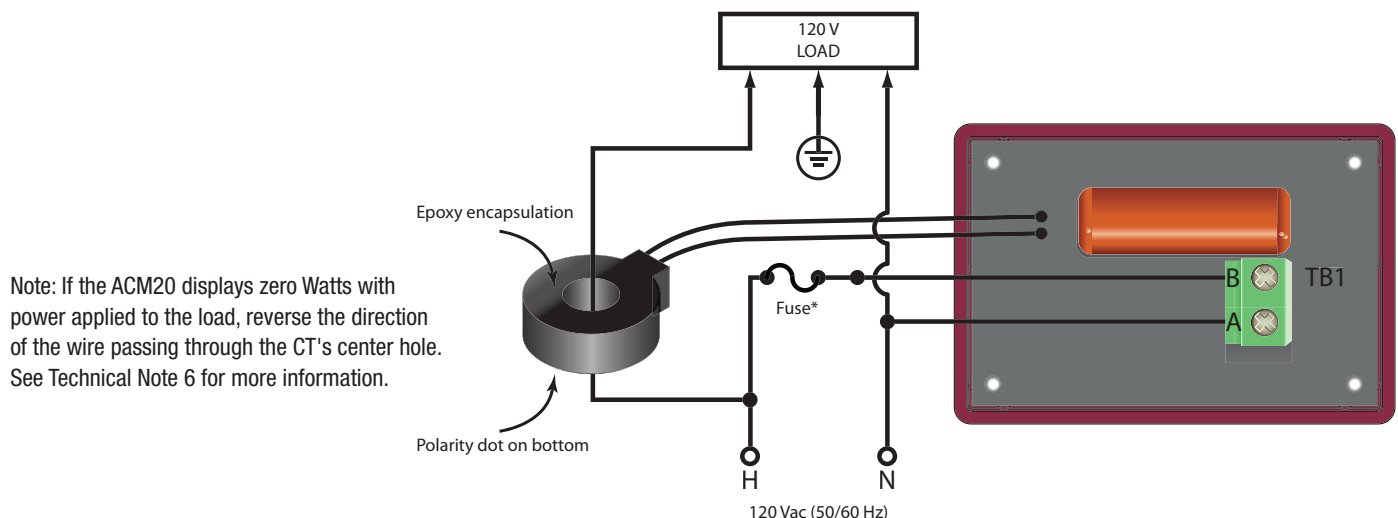 120 V
LOAD
Epoxy encapsulation
Note: If the ACM20 displays zero Watts with
power applied to the load, reverse the direction
of the wire passing through the CT's center hole.
See Technical Note 6 for more information.
Fuse*
B
TB1
A
Polarity dot on bottom
H
N
120 Vac (50/60 Hz)